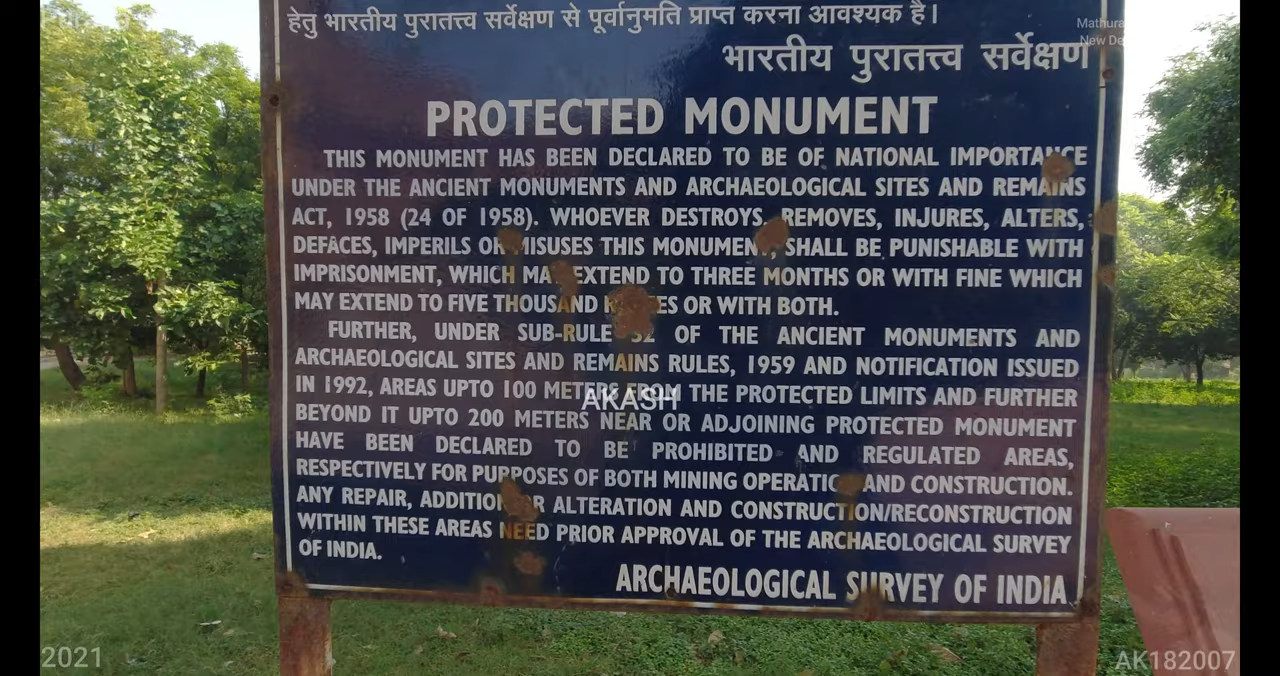 हेतु भारतीय पुरातत्त्व सर्वेक्षण से पूर्वानुमति प्राप्त करना आवश्यक है।
भारतीय पुरातत्त्व सर्वेक्षण
PROTECTED MONUMENT
THIS MONUMENT HAS BEEN DECLARED TO BE OF NATIONAL IMPORTANCE
UNDER THE ANCIENT MONUMENTS AND ARCHAEOLOGICAL SITES AND REMAINS
ACT, 1958 (24 OF 1958). WHOEVER DESTROYS, REMOVES, INJURES, ALTERS,
DEFACES, IMPERILS OR MISUSES THIS MONUMENT, SHALL BE PUNISHABLE WITH
IMPRISONMENT, WHICH MAY EXTEND TO THREE MONTHS OR WITH FINE WHICH
MAY EXTEND TO FIVE THOUSAND OR WITH BOTH.
FURTHER, UNDER SUB-RULE 32 OF THE ANCIENT MONUMENTS AND
ARCHAEOLOGICAL SITES AND REMAINS RULES, 1959 AND NOTIFICATION ISSUED
IN 1992, AREAS UPTO 100 METERS FROM THE PROTECTED LIMITS AND FURTHER
AKASH
BEYOND IT UPTO 200 METERS NEAR OR ADJOINING PROTECTED MONUMENT
HAVE BEEN DECLARED TO BE PROHIBITED AND REGULATED AREAS,
RESPECTIVELY FOR PURPOSES OF BOTH MINING OPERATION AND CONSTRUCTION.
ANY REPAIR, ADDITION OR ALTERATION AND CONSTRUCTION/RECONSTRUCTION
WITHIN THESE AREAS NEED PRIOR APPROVAL OF THE ARCHAEOLOGICAL SURVEY
OF INDIA.
ARCHAEOLOGICAL SURVEY OF INDIA
2021
AK182007